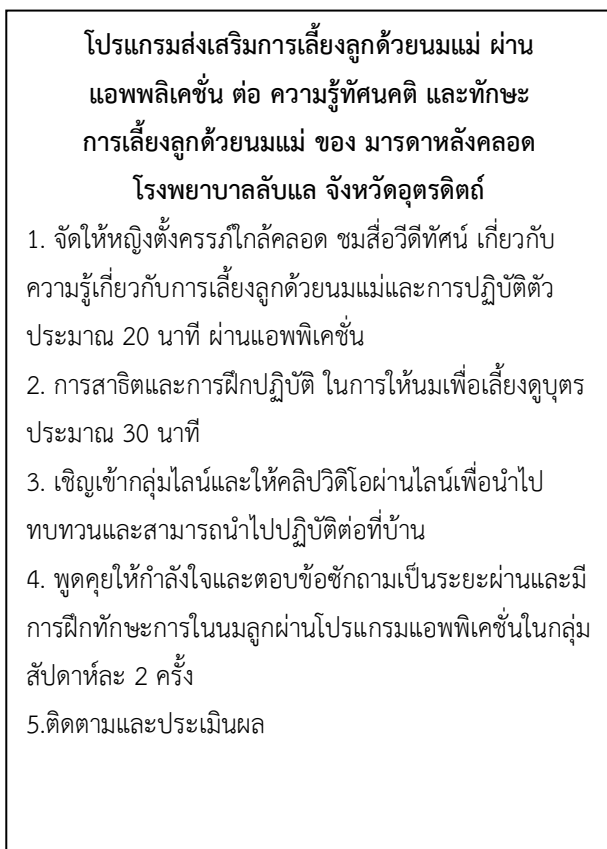 โปรแกรมส่งเสริมการเลี้ยงลูกด้วยนมแม่ ผ่าน
แอพพลิเคชั่น ต่อ ความรู้ทัศนคติ และทักษะ
การเลี้ยงลูกด้วยนมแม่ ของ มารดาหลังคลอด
โรงพยาบาลลับแล จังหวัดอุตรดิตถ์
1. จัดให้หญิงตั้งครรภ์ใกล้คลอด ชมสื่อวีดีทัศน์ เกี่ยวกับ
ความรู้เกี่ยวกับการเลี้ยงลูกด้วยนมแม่และการปฏิบัติตัว
ประมาณ 20 นาที ผ่านแอพพิเคชั่น
2. การสาธิตและการฝึกปฏิบัติ ในการให้นมเพื่อเลี้ยงดูบุตร
ประมาณ 30 นาที
3. เชิญเข้ากลุ่มไลน์และให้คลิปวิดิโอผ่านไลน์เพื่อนำไป
ทบทวนและสามารถนำไปปฏิบัติต่อที่บ้าน
4. พูดคุยให้กำลังใจและตอบข้อซักถามเป็นระยะผ่านและมี
การฝึกทักษะการในนมลูกผ่านโปรแกรมแอพพิเคชั่นในกลุ่ม
สัปดาห์ละ 2 ครั้ง
5.ติดตามและประเมินผล